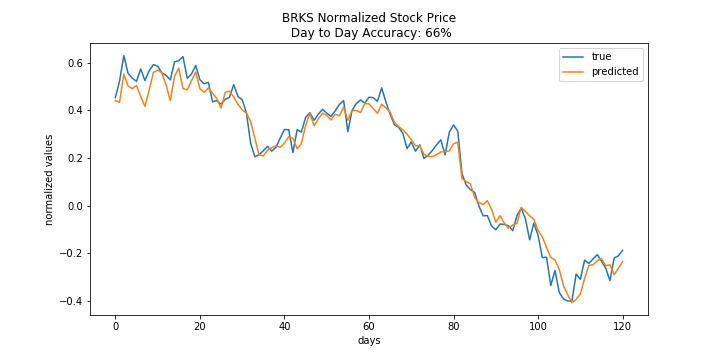 BRKS Normalized Stock Price
Day to Day Accuracy: 66%
true
predicted
normalized values
0.6
0.4
0.2
0.0
−0.2
−0.4
0 20 40 60 80 100 120
days